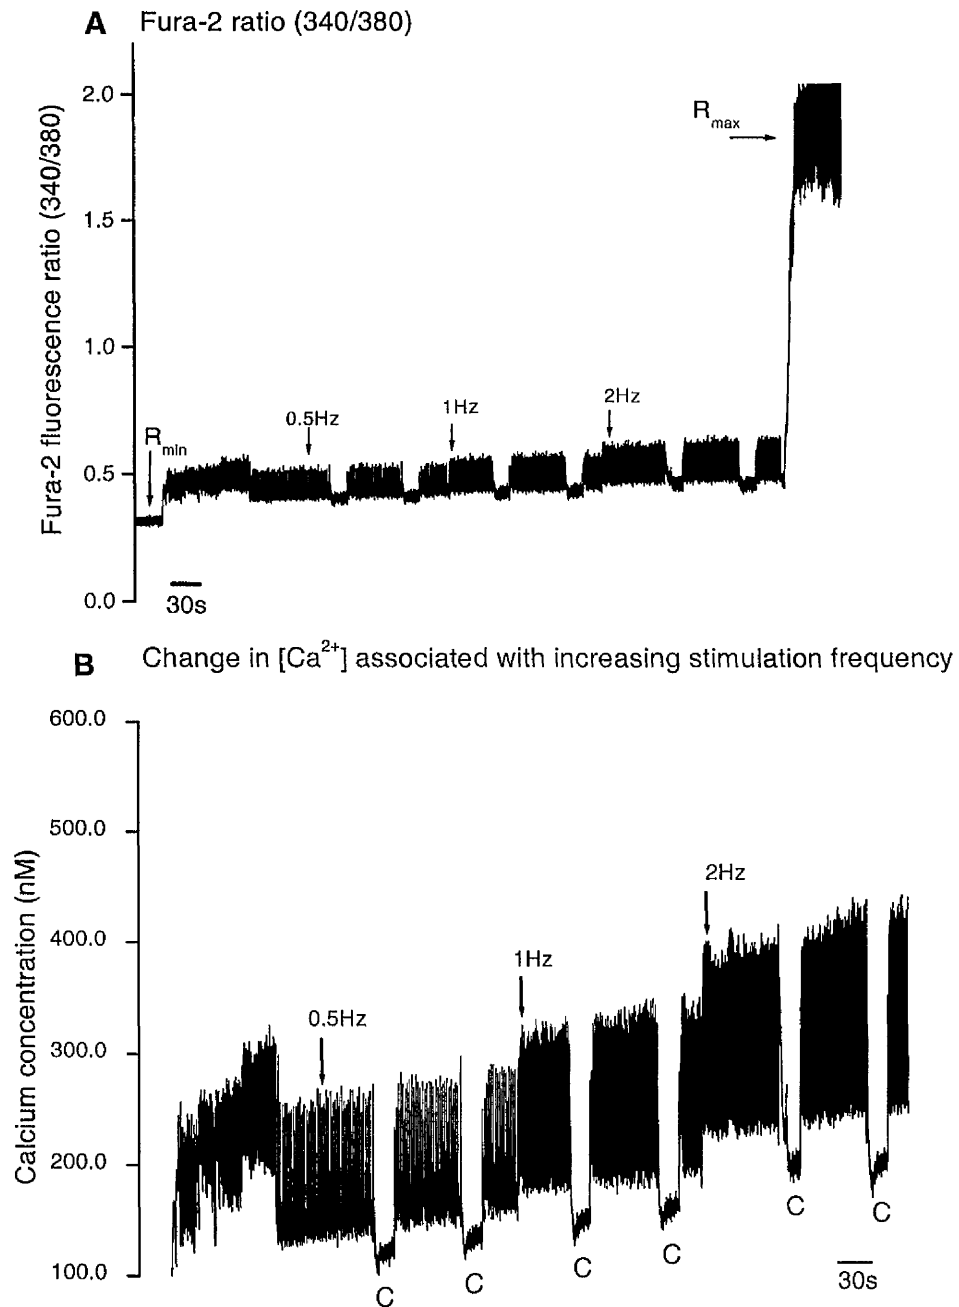 A Fura-2 ratio (340/380)
Fura-2 fluorescence ratio (340/380)
2.0
1.5
1.0
0.5
0.0
Rmax
Rmin
0.5Hz
1Hz
2Hz
30s
B Change in [Ca2+] associated with increasing stimulation frequency
Calcium concentration (nM)
600.0
500.0
400.0
300.0
200.0
100.0
0.5Hz
1Hz
2Hz
C
C
C
C
C
C
30s